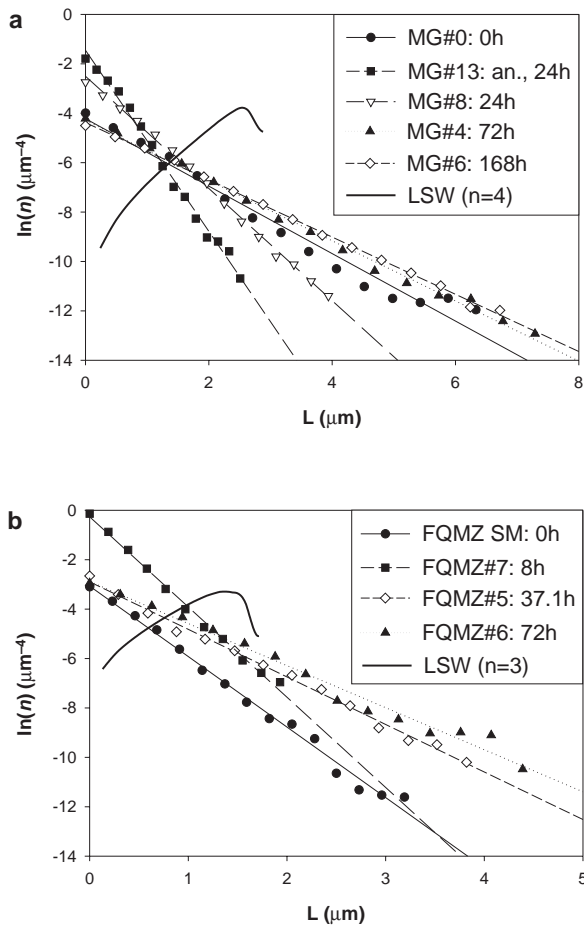 a
0
-2
-4
-6
-8
-10
-12
-14
ln(n) (μm–4)
0 2 4 6 8
L (μm)
MG#0: 0h
MG#13: an., 24h
MG#8: 24h
MG#4: 72h
MG#6: 168h
LSW (n=4)
b
0
-2
-4
-6
-8
-10
-12
-14
ln(n) (μm–4)
0 1 2 3 4 5
L (μm)
FQMZ SM: 0h
FQMZ#7: 8h
FQMZ#5: 37.1h
FQMZ#6: 72h
LSW (n=3)